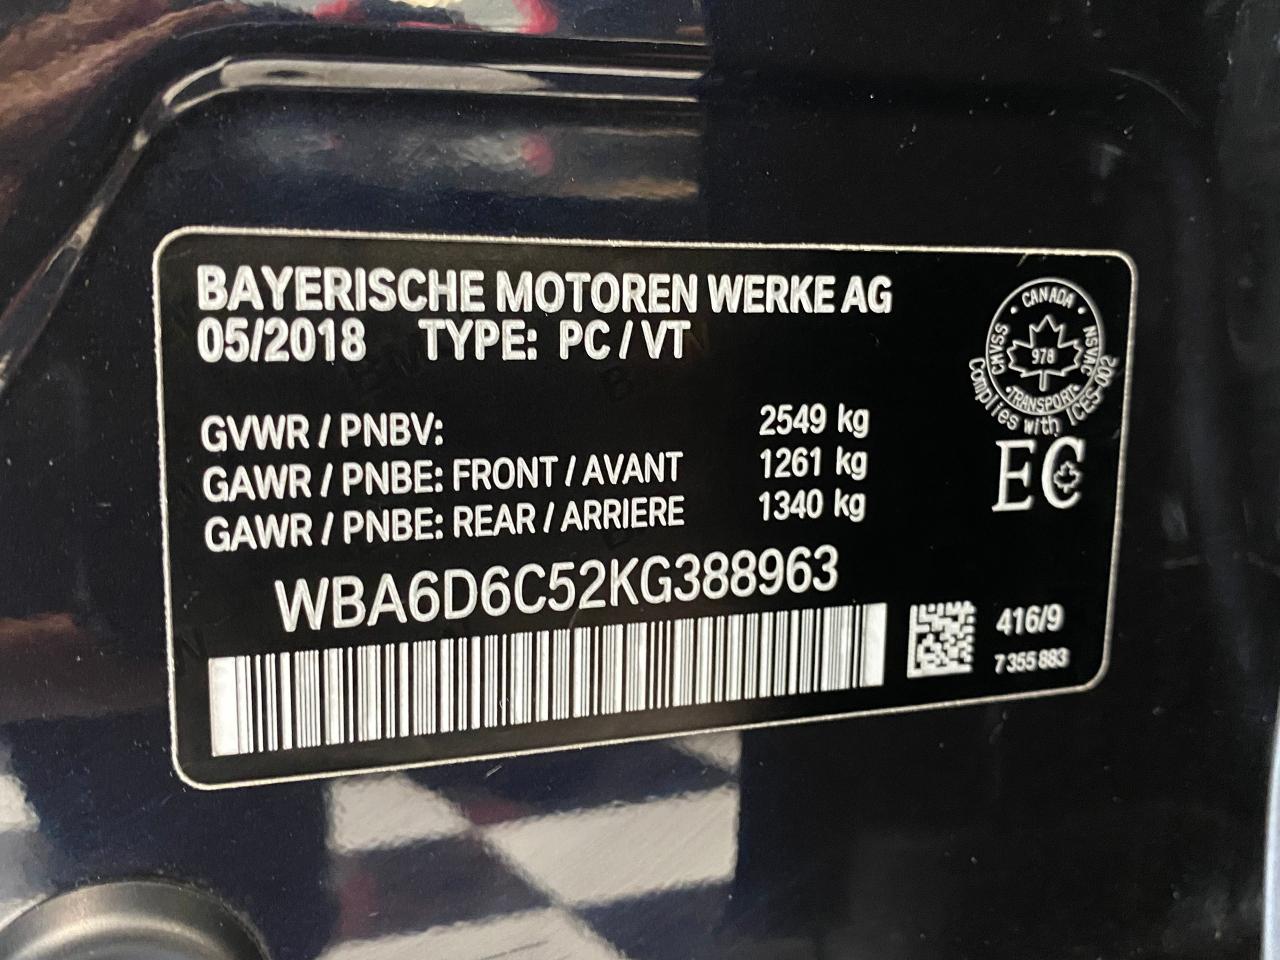 BAYERISCHE MOTOREN WERKE AG
05/2018 TYPE: PC / VT
CANADA
CMVSS NSVAC
978
TRANSPORT
Complies with ICES-002
EC
GVWR / PNBV: 2549 kg
GAWR / PNBE: FRONT / AVANT 1261 kg
GAWR / PNBE: REAR / ARRIERE 1340 kg
WBA6D6C52KG388963
416/9
7 355 883